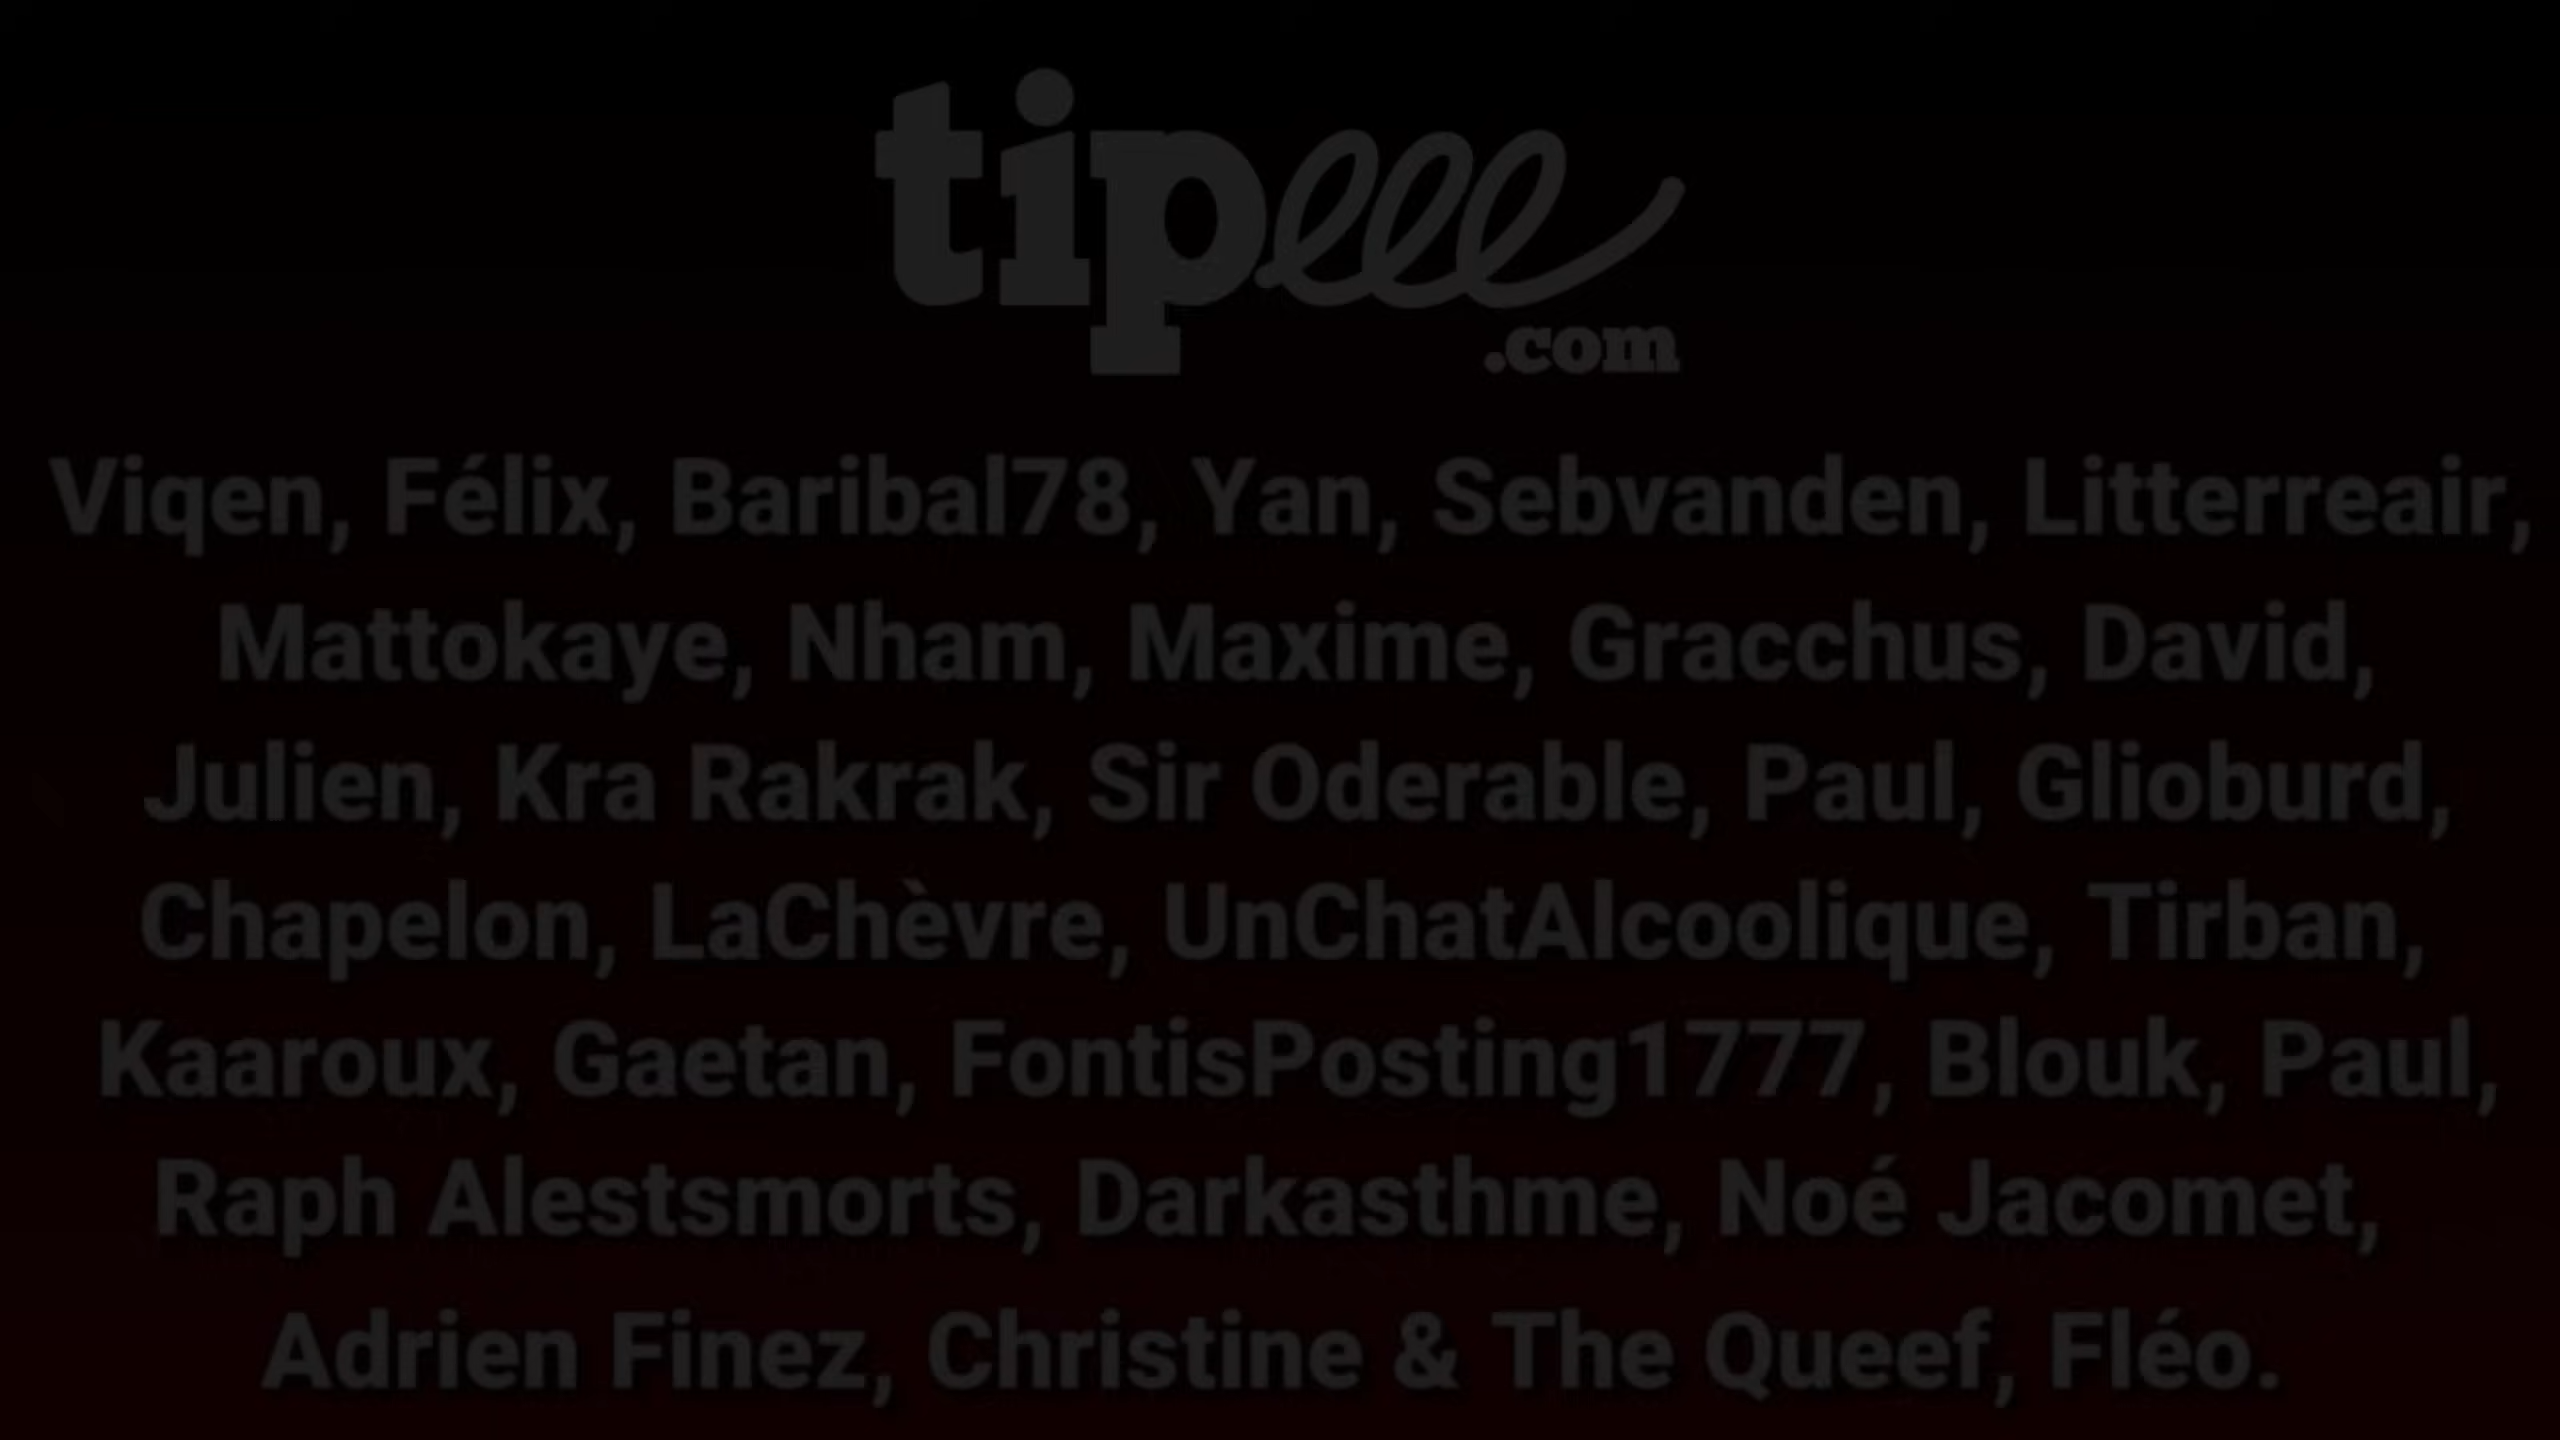 tipeee
.com
Viqen, Félix, Baribal78, Yan, Sebvanden, Litterreair,
Mattokaye, Nham, Maxime, Gracchus, David,
Julien, Kra Rakrak, Sir Oderable, Paul, Glioburd,
Chapelon, LaChèvre, UnChatAlcoolique, Tirban,
Kaaroux, Gaetan, FontisPosting1777, Blouk, Paul,
Raph Alestsmorts, Darkasthme, Noé Jacomet,
Adrien Finez, Christine & The Queef, Fléo.